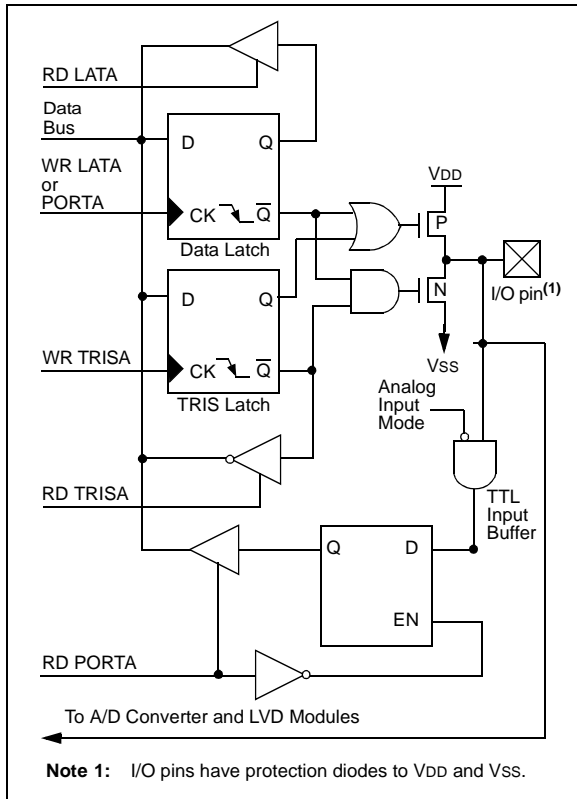 RD LATA
Data
Bus
D
Q
WR LATA
or
PORTA
CK
Q
Data Latch
VDD
P
I/O pin(1)
N
VSS
D
Q
WR TRISA
CK
Q
TRIS Latch
Analog
Input
Mode
TTL
Input
Buffer
RD TRISA
Q
D
EN
RD PORTA
To A/D Converter and LVD Modules
Note 1: I/O pins have protection diodes to VDD and VSS.